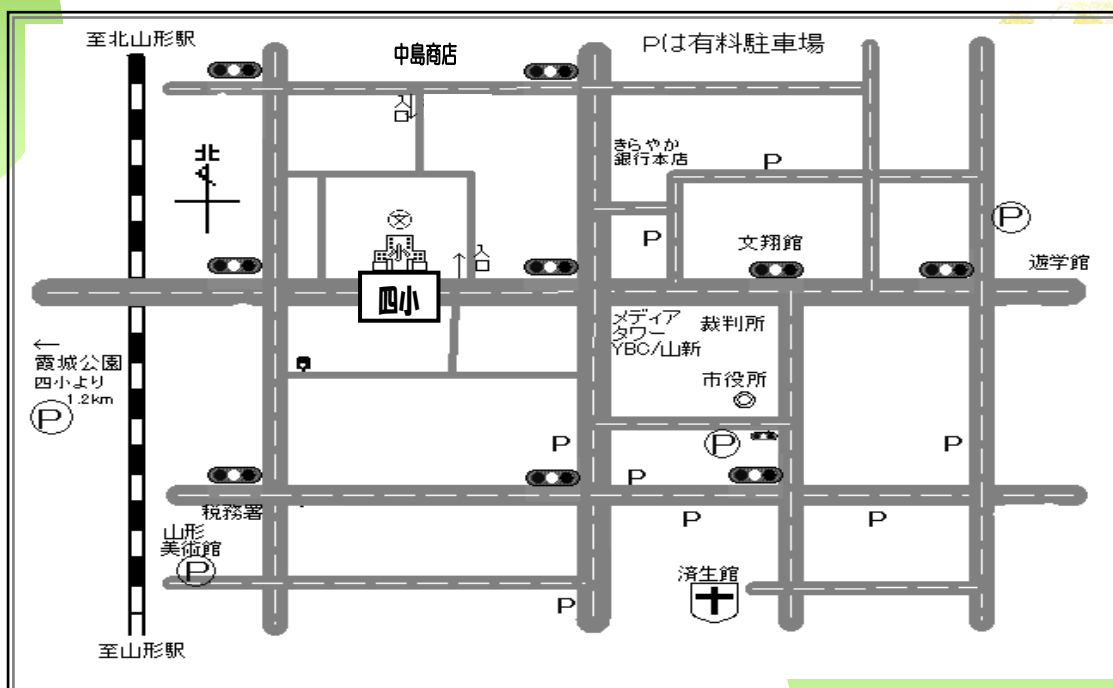 至北山形駅
中島商店
Pは有料駐車場
入口
北
きらやか
銀行本店
P
P
P
文
小
入口
文翔館
遊学館
四小
メディア
タワー
YBC/山新
裁判所
←
霞城公園
四小より
1.2km
P
市役所
P
P
P
P
税務署
P
P
山形
美術館
P
済生館
P
至山形駅